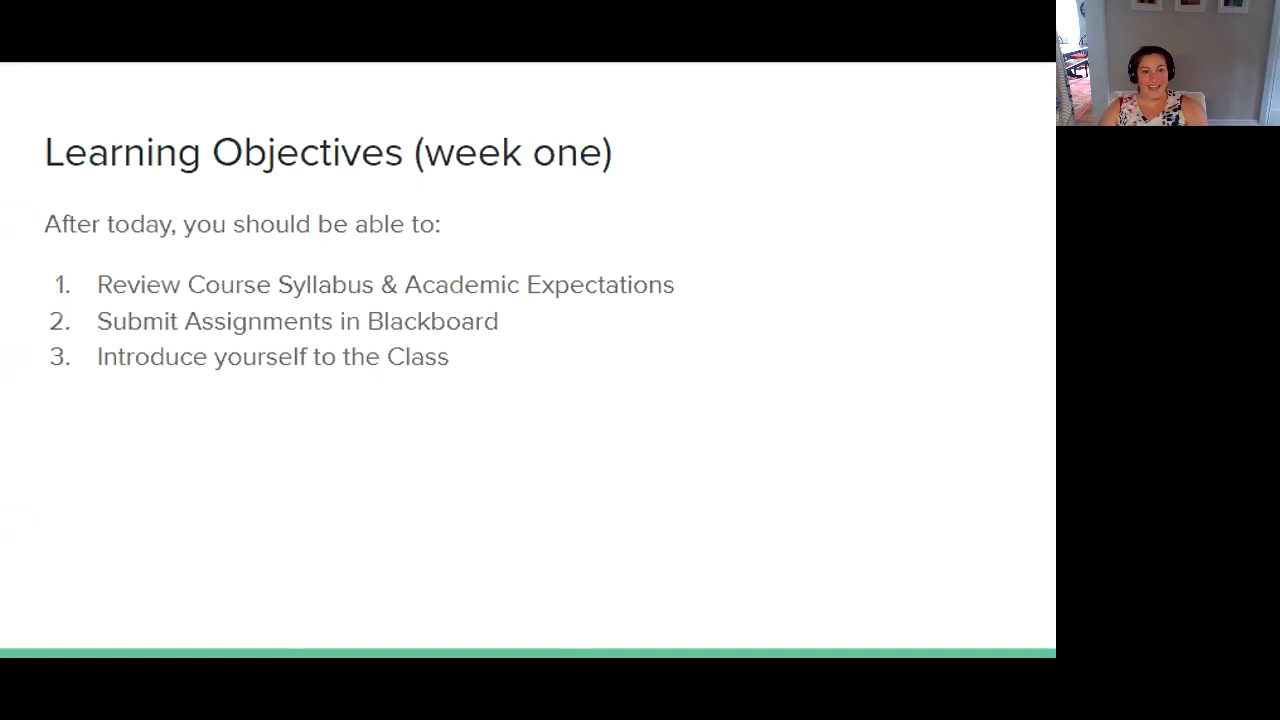 Learning Objectives (week one)
After today, you should be able to:
1. Review Course Syllabus & Academic Expectations
2. Submit Assignments in Blackboard
3. Introduce yourself to the Class